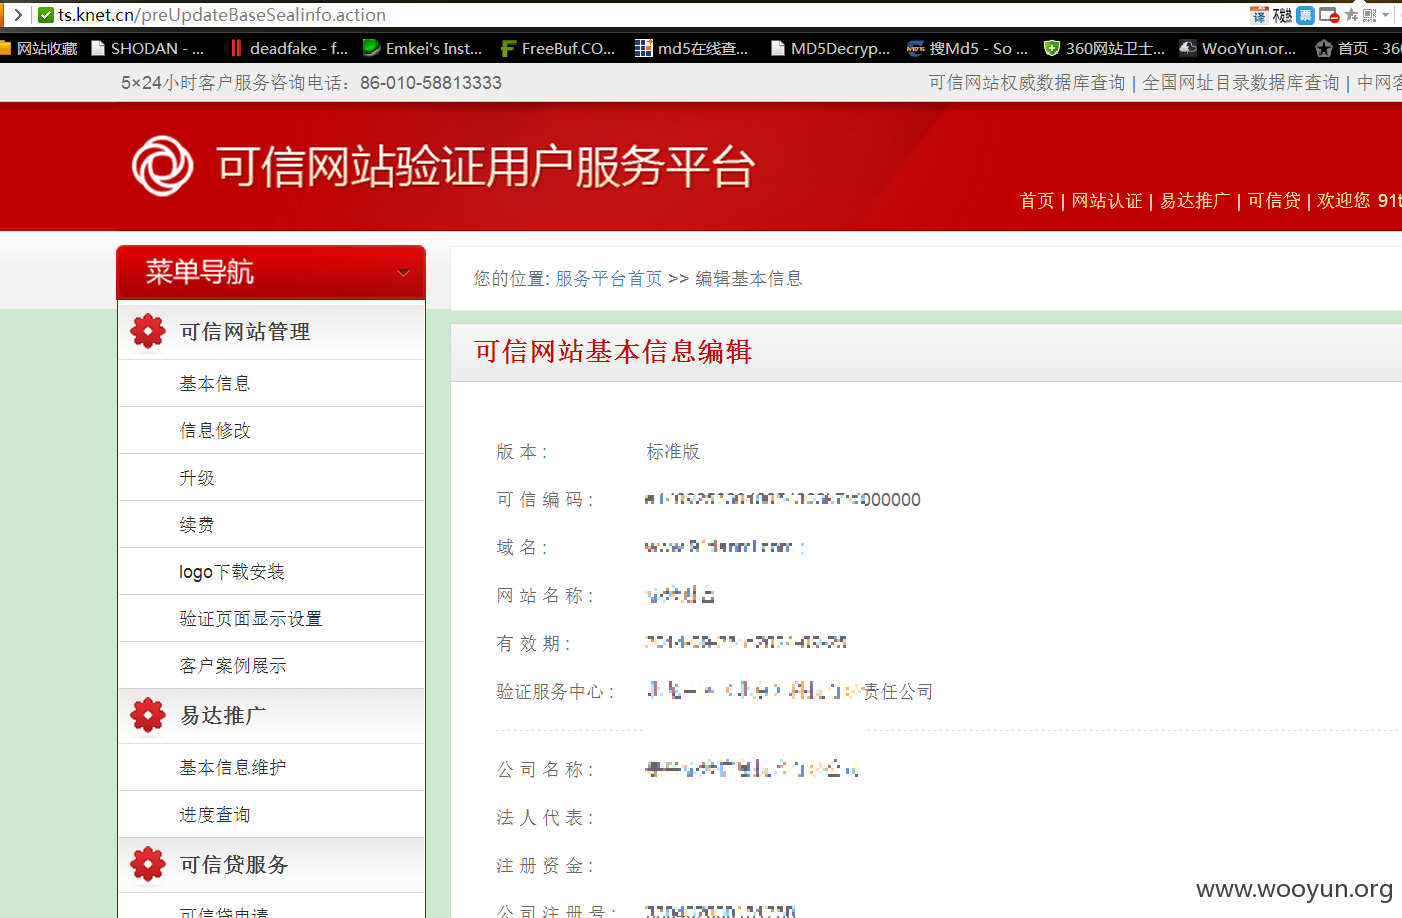 ts.knet.cn/preUpdateBaseSealinfo.action
网站收藏 SHODAN - ... deadfake - f... Emkei's Inst... FreeBuf.CO... md5在线查... MD5Decryp... 搜Md5 - So ... 360网站卫士... WooYun.or... 首页 - 360
5×24小时客户服务咨询电话：86-010-58813333
可信网站权威数据库查询 | 全国网址目录数据库查询 | 中网客
可信网站验证用户服务平台
首页 | 网站认证 | 易达推广 | 可信贷 | 欢迎您 91t
菜单导航
您的位置: 服务平台首页 >> 编辑基本信息
可信网站管理
可信网站基本信息编辑
基本信息
信息修改
升级
续费
logo下载安装
验证页面显示设置
客户案例展示
易达推广
基本信息维护
进度查询
可信贷服务
可信贷申请
版 本 : 标准版
可 信 编 码 : 000000
域 名 :
网 站 名 称 :
有 效 期 :
验证服务中心 : 责任公司
公 司 名 称 :
法 人 代 表 :
注 册 资 金 :
公 司 注 册 号 :
www.wooyun.org